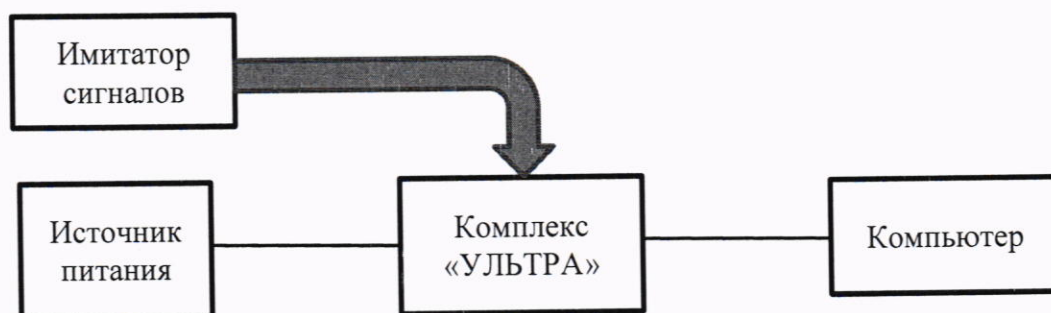 Имитатор
сигналов
Источник
питания
Комплекс
«УЛЬТРА»
Компьютер